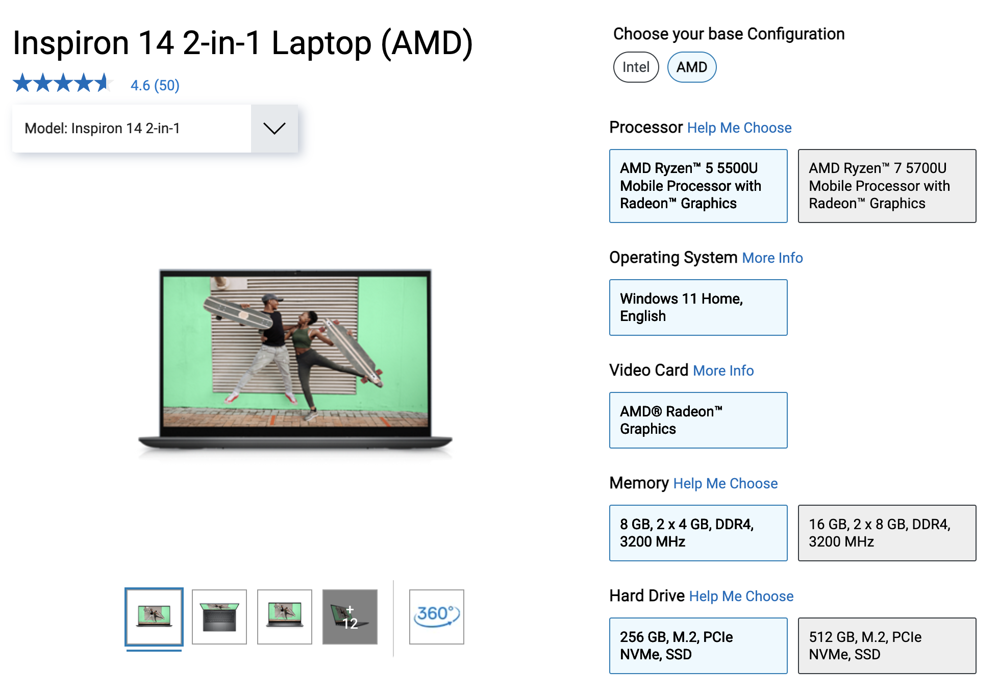 Inspiron 14 2-in-1 Laptop (AMD)
4.6 (50)
Model: Inspiron 14 2-in-1
+
12
360°
Choose your base Configuration
Intel
AMD
Processor Help Me Choose
AMD Ryzen™ 5 5500U
Mobile Processor with
Radeon™ Graphics
AMD Ryzen™ 7 5700U
Mobile Processor with
Radeon™ Graphics
Operating System More Info
Windows 11 Home,
English
Video Card More Info
AMD® Radeon™
Graphics
Memory Help Me Choose
8 GB, 2 x 4 GB, DDR4,
3200 MHz
16 GB, 2 x 8 GB, DDR4,
3200 MHz
Hard Drive Help Me Choose
256 GB, M.2, PCIe
NVMe, SSD
512 GB, M.2, PCIe
NVMe, SSD